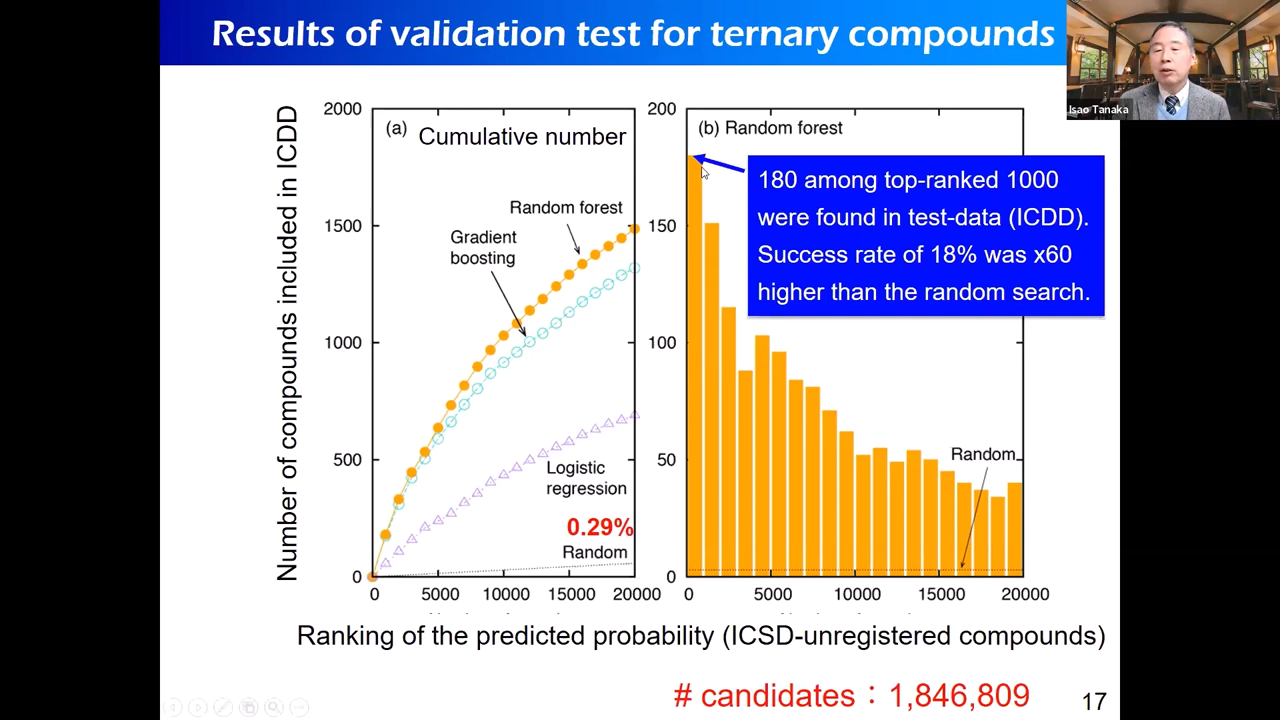 Results of validation test for ternary compounds
Isao Tanaka
Number of compounds included in ICDD
2000
1500
1000
500
0
(a) Cumulative number
Random forest
Gradient
boosting
Logistic
regression
0.29%
Random
0 5000 10000 15000 20000
200
150
100
50
0
(b) Random forest
180 among top-ranked 1000
were found in test-data (ICDD).
Success rate of 18% was x60
higher than the random search.
Random
0 5000 10000 15000 20000
Ranking of the predicted probability (ICSD-unregistered compounds)
# candidates：1,846,809
17